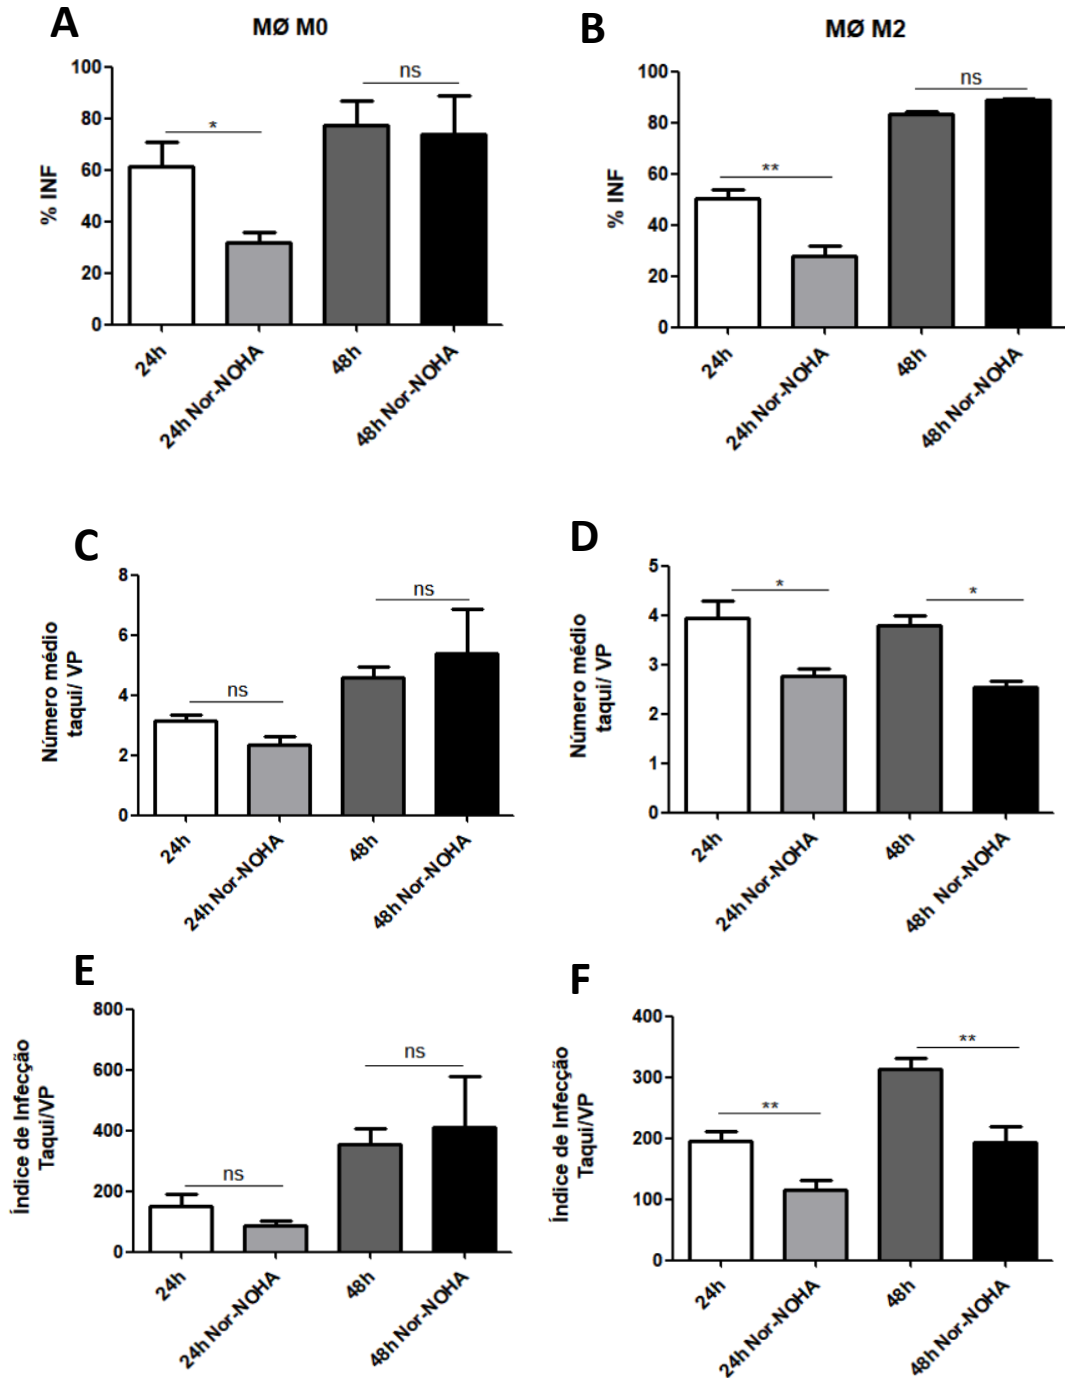 A
MØ M0
% INF
100
80
60
40
20
0
*
ns
24h
24h Nor-NOHA
48h
48h Nor-NOHA
B
MØ M2
% INF
100
80
60
40
20
0
**
ns
24h
24h Nor-NOHA
48h
48h Nor-NOHA
C
Número médio
taqui/ VP
8
6
4
2
0
ns
ns
24h
24h Nor-NOHA
48h
48h Nor-NOHA
D
Número médio
taqui/ VP
5
4
3
2
1
0
*
*
24h
24h Nor-NOHA
48h
48h Nor-NOHA
E
Índice de Infecção
Taqui/VP
800
600
400
200
0
ns
ns
24h
24h Nor-NOHA
48h
48h Nor-NOHA
F
Índice de Infecção
Taqui/VP
400
300
200
100
0
**
**
24h
24h Nor-NOHA
48h
48h Nor-NOHA